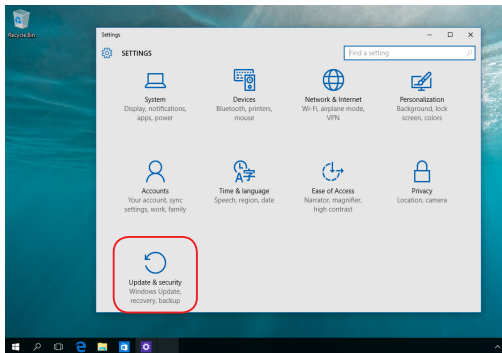 Recycle Bin
Settings
SETTINGS
Find a setting
System
Display, notifications,
apps, power
Devices
Bluetooth, printers,
mouse
Network & Internet
Wi-Fi, airplane mode,
VPN
Personalization
Background, lock
screen, colors
Accounts
Your account, sync
settings, work, family
Time & language
Speech, region, date
Ease of Access
Narrator, magnifier,
high contrast
Privacy
Location, camera
Update & security
Windows Update,
recovery, backup